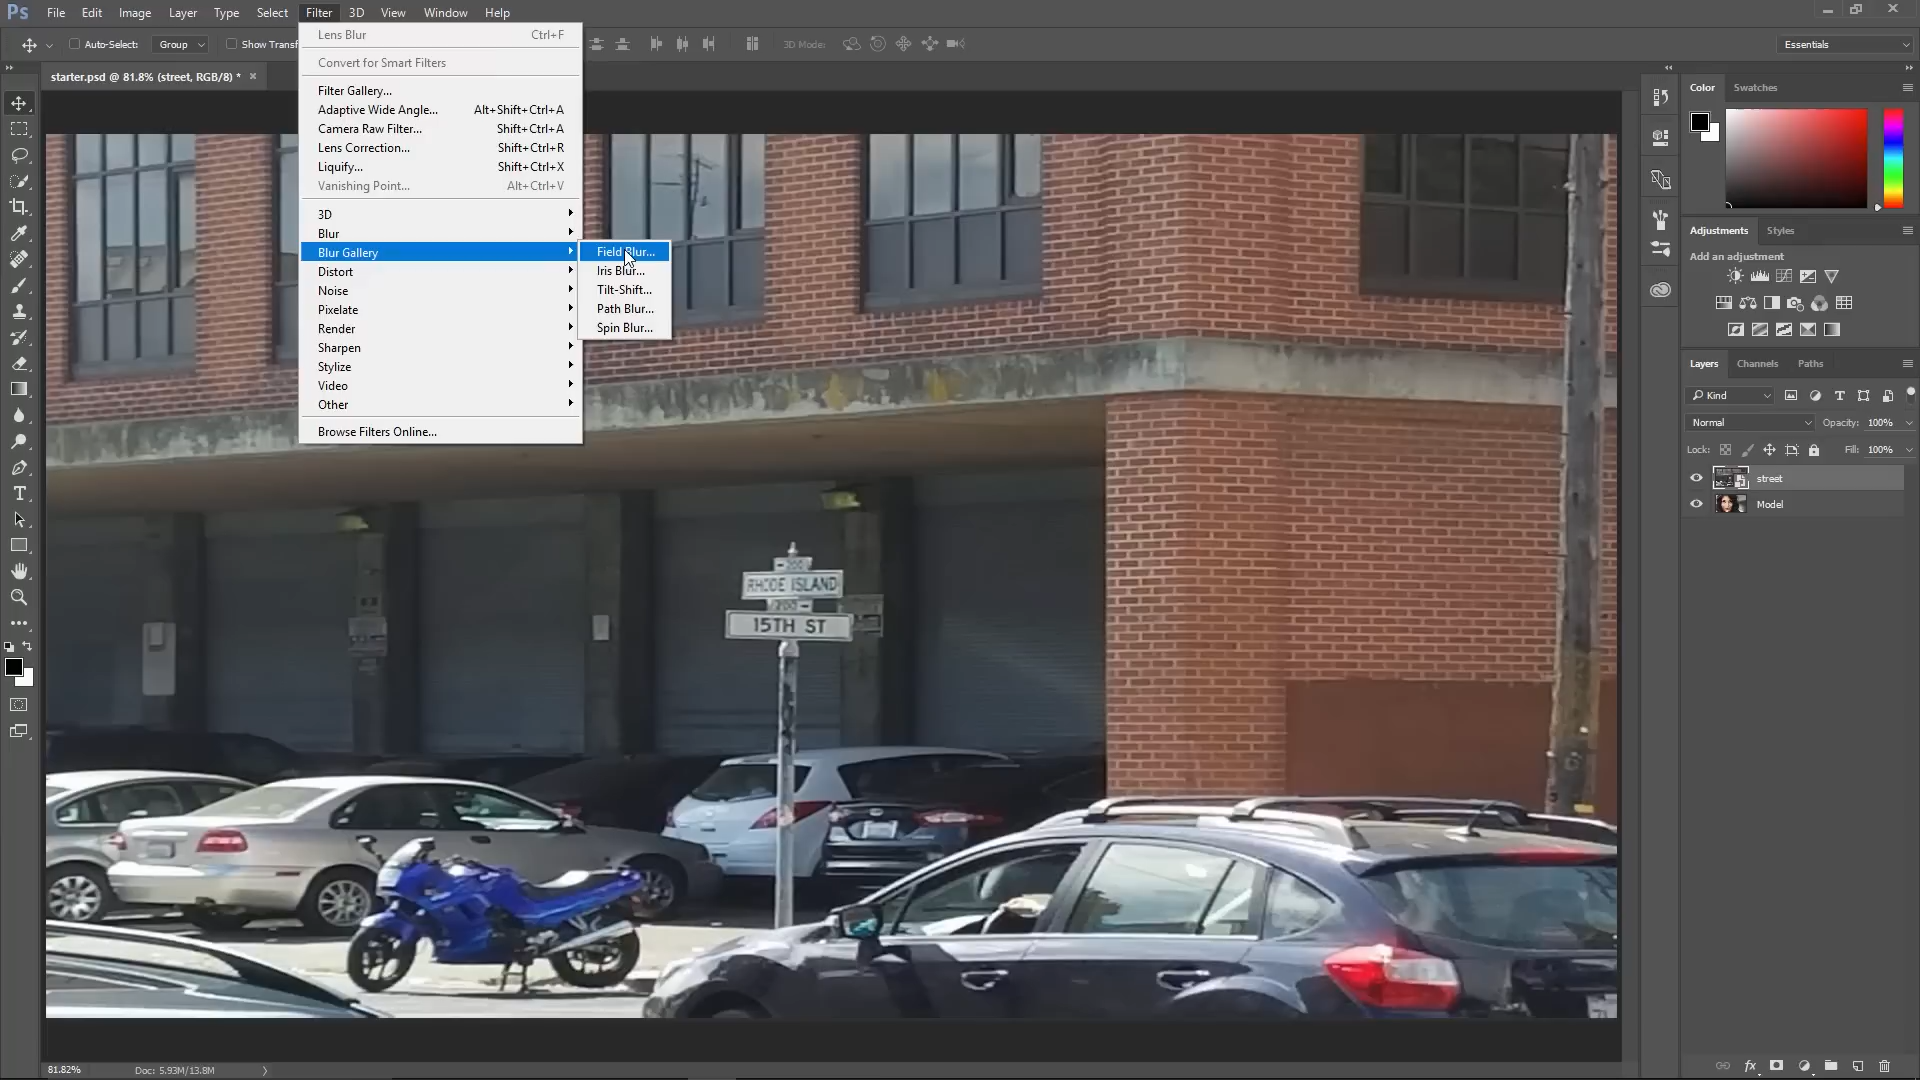 Ps File Edit Image Layer Type Select Filter 3D View Window Help
Auto-Select: Group Show Transf 3D Mode: Essentials
starter.psd @ 81.8% (street, RGB/8) * ×
Lens Blur Ctrl+F
Convert for Smart Filters
Filter Gallery...
Adaptive Wide Angle... Alt+Shift+Ctrl+A
Camera Raw Filter... Shift+Ctrl+A
Lens Correction... Shift+Ctrl+R
Liquify... Shift+Ctrl+X
Vanishing Point... Alt+Ctrl+V
3D
Blur
Blur Gallery
Distort
Noise
Pixelate
Render
Sharpen
Stylize
Video
Other
Browse Filters Online...
Field Blur...
Iris Blur...
Tilt-Shift...
Path Blur...
Spin Blur...
RHODE ISLAND
200
15TH ST
Color Swatches
Adjustments Styles
Add an adjustment
Layers Channels Paths
Kind
Normal Opacity: 100%
Lock: Fill: 100%
street
Model
fx
81.82% Doc: 5.93M/13.8M